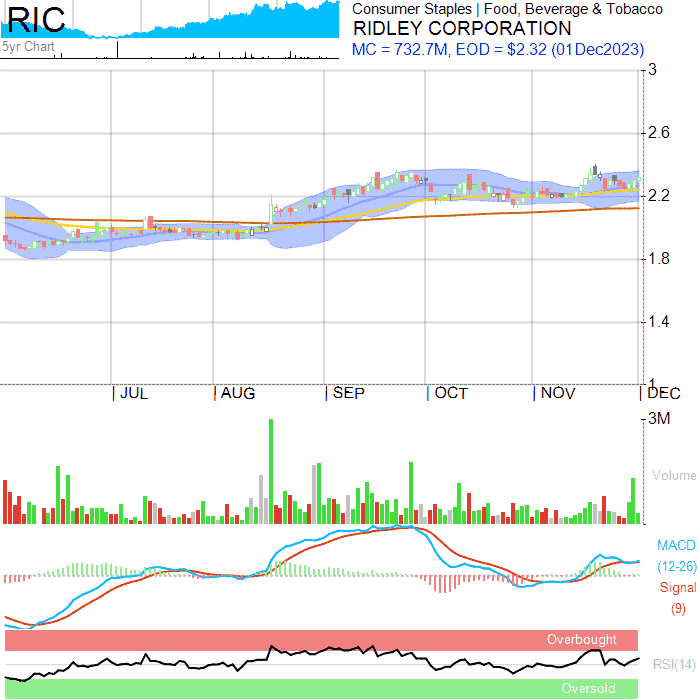 RIC
Consumer Staples | Food, Beverage & Tobacco
RIDLEY CORPORATION
5yr Chart
MC = 732.7M, EOD = $2.32 (01Dec2023)
3
2.6
2.2
1.8
1.4
1
JUL AUG SEP OCT NOV DEC
3M
Volume
MACD
(12-26)
Signal
(9)
Overbought
RSI(14)
Oversold